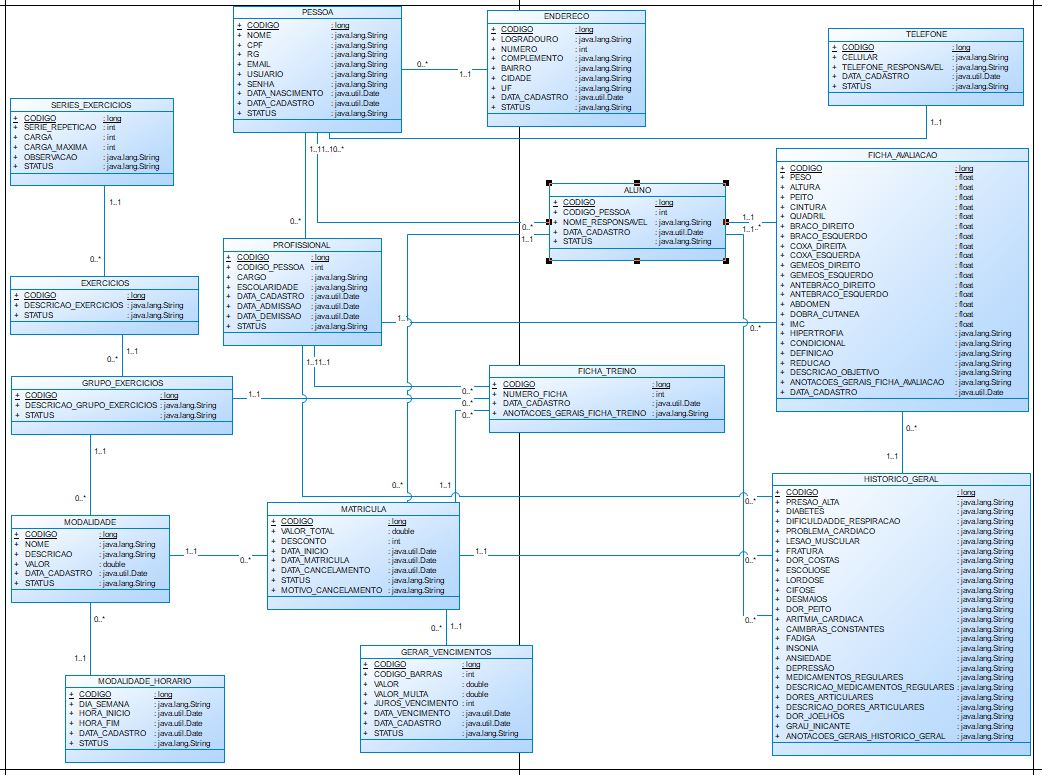 PESSOA
+ CODIGO : long
+ NOME : java.lang.String
+ CPF : java.lang.String
+ RG : java.lang.String
+ EMAIL : java.lang.String
+ USUARIO : java.lang.String
+ SENHA : java.lang.String
+ DATA_NASCIMENTO : java.util.Date
+ DATA_CADASTRO : java.util.Date
+ STATUS : java.lang.String
0..*
1..1
ENDERECO
+ CODIGO : long
+ LOGRADOURO : java.lang.String
+ NUMERO : int
+ COMPLEMENTO : java.lang.String
+ BAIRRO : java.lang.String
+ CIDADE : java.lang.String
+ UF : java.lang.String
+ DATA_CADASTRO : java.util.Date
+ STATUS : java.lang.String
TELEFONE
+ CODIGO : long
+ CELULAR : java.lang.String
+ TELEFONE_RESPONSAVEL : java.lang.String
+ DATA_CADASTRO : java.util.Date
+ STATUS : java.lang.String
1..1
1..11..10..*
0..*
SERIES_EXERCICIOS
+ CODIGO : long
+ SERIE_REPETICAO : int
+ CARGA : int
+ CARGA_MAXIMA : int
+ OBSERVACAO : java.lang.String
+ STATUS : java.lang.String
1..1
0..*
EXERCICIOS
+ CODIGO : long
+ DESCRICAO_EXERCICIOS : java.lang.String
+ STATUS : java.lang.String
1..1
0..*
PROFISSIONAL
+ CODIGO : long
+ CODIGO_PESSOA : int
+ CARGO : java.lang.String
+ ESCOLARIDADE : java.lang.String
+ DATA_CADASTRO : java.util.Date
+ DATA_ADMISSAO : java.util.Date
+ DATA_DEMISSAO : java.util.Date
+ STATUS : java.lang.String
1..1
1..11..1
ALUNO
+ CODIGO : long
+ CODIGO_PESSOA : int
+ NOME_RESPONSAVEL : java.lang.String
+ DATA_CADASTRO : java.util.Date
+ STATUS : java.lang.String
0..*
1..1
1..1
1..1-*
0..*
FICHA_AVALIACAO
+ CODIGO : long
+ PESO : float
+ ALTURA : float
+ PEITO : float
+ CINTURA : float
+ QUADRIL : float
+ BRACO_DIREITO : float
+ BRACO_ESQUERDO : float
+ COXA_DIREITA : float
+ COXA_ESQUERDA : float
+ GEMEOS_DIREITO : float
+ GEMEOS_ESQUERDO : float
+ ANTEBRACO_DIREITO : float
+ ANTEBRACO_ESQUERDO : float
+ ABDOMEN : float
+ DOBRA_CUTANEA : float
+ IMC : float
+ HIPERTROFIA : java.lang.String
+ CONDICIONAL : java.lang.String
+ DEFINICAO : java.lang.String
+ REDUCAO : java.lang.String
+ DESCRICAO_OBJETIVO : java.lang.String
+ ANOTACOES_GERAIS_FICHA_AVALIACAO : java.lang.String
+ DATA_CADASTRO : java.util.Date
0..*
1..1
GRUPO_EXERCICIOS
+ CODIGO : long
+ DESCRICAO_GRUPO_EXERCICIOS : java.lang.String
+ STATUS : java.lang.String
1..1
1..1
0..*
FICHA_TREINO
+ CODIGO : long
+ NUMERO_FICHA : int
+ DATA_CADASTRO : java.util.Date
+ ANOTACOES_GERAIS_FICHA_TREINO : java.lang.String
0..*
0..*
0..*
MODALIDADE
+ CODIGO : long
+ NOME : java.lang.String
+ DESCRICAO : java.lang.String
+ VALOR : double
+ DATA_CADASTRO : java.util.Date
+ STATUS : java.lang.String
1..1
0..*
0..*
1..1
MATRICULA
+ CODIGO : long
+ VALOR_TOTAL : double
+ DESCONTO : int
+ DATA_INICIO : java.util.Date
+ DATA_MATRICULA : java.util.Date
+ DATA_CANCELAMENTO : java.util.Date
+ STATUS : java.lang.String
+ MOTIVO_CANCELAMENTO : java.lang.String
0..*
1..1
1..1
0..*
1..1
HISTORICO_GERAL
+ CODIGO : long
+ PRESAO_ALTA : java.lang.String
+ DIABETES : java.lang.String
+ DIFICULDADDE_RESPIRACAO : java.lang.String
+ PROBLEMA_CARDIACO : java.lang.String
+ LESAO_MUSCULAR : java.lang.String
+ FRATURA : java.lang.String
+ DOR_COSTAS : java.lang.String
+ ESCOLIOSE : java.lang.String
+ LORDOSE : java.lang.String
+ CIFOSE : java.lang.String
+ DESMAIOS : java.lang.String
+ DOR_PEITO : java.lang.String
+ ARITMIA_CARDIACA : java.lang.String
+ CAIMBRAS_CONSTANTES : java.lang.String
+ FADIGA : java.lang.String
+ INSONIA : java.lang.String
+ ANSIEDADE : java.lang.String
+ DEPRESSÃO : java.lang.String
+ MEDICAMENTOS_REGULARES : java.lang.String
+ DESCRICAO_MEDICAMENTOS_REGULARES : java.lang.String
+ DORES_ARTICULARES : java.lang.String
+ DESCRICAO_DORES_ARTICULARES : java.lang.String
+ DOR_JOELHOS : java.lang.String
+ GRAU_INICANTE : java.lang.String
+ ANOTACOES_GERAIS_HISTORICO_GERAL : java.lang.String
0..*
0..*
0..*
MODALIDADE_HORARIO
+ CODIGO : long
+ DIA_SEMANA : java.lang.String
+ HORA_INICIO : java.util.Date
+ HORA_FIM : java.util.Date
+ DATA_CADASTRO : java.util.Date
+ STATUS : java.lang.String
GERAR_VENCIMENTOS
+ CODIGO : long
+ CODIGO_BARRAS : int
+ VALOR : double
+ VALOR_MULTA : double
+ JUROS_VENCIMENTO : int
+ DATA_VENCIMENTO : java.util.Date
+ DATA_CADASTRO : java.util.Date
+ STATUS : java.lang.String